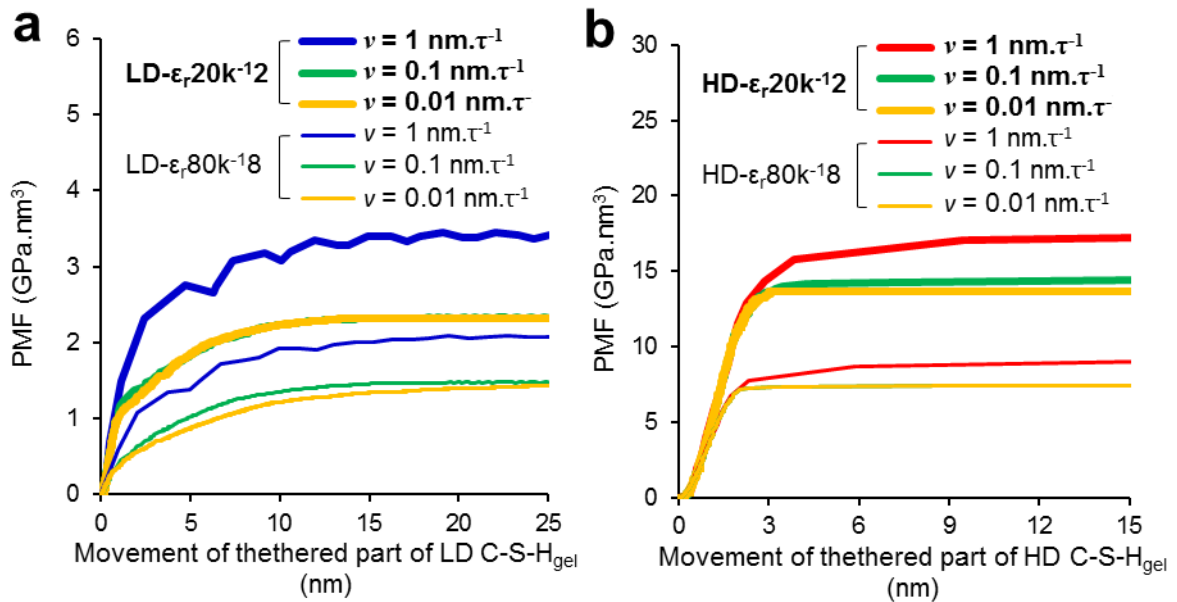 a
6
5
4
3
2
1
0
PMF (GPa.nm³)
LD-εᵣ20k⁻¹2
ν = 1 nm.τ⁻¹
ν = 0.1 nm.τ⁻¹
ν = 0.01 nm.τ⁻
LD-εᵣ80k⁻¹8
ν = 1 nm.τ⁻¹
ν = 0.1 nm.τ⁻¹
ν = 0.01 nm.τ⁻¹
0 5 10 15 20 25
Movement of thethered part of LD C-S-Hgel
(nm)
b
30
25
20
15
10
5
0
PMF (GPa.nm³)
HD-εᵣ20k⁻¹2
ν = 1 nm.τ⁻¹
ν = 0.1 nm.τ⁻¹
ν = 0.01 nm.τ⁻
HD-εᵣ80k⁻¹8
ν = 1 nm.τ⁻¹
ν = 0.1 nm.τ⁻¹
ν = 0.01 nm.τ⁻¹
0 3 6 9 12 15
Movement of thethered part of HD C-S-Hgel
(nm)